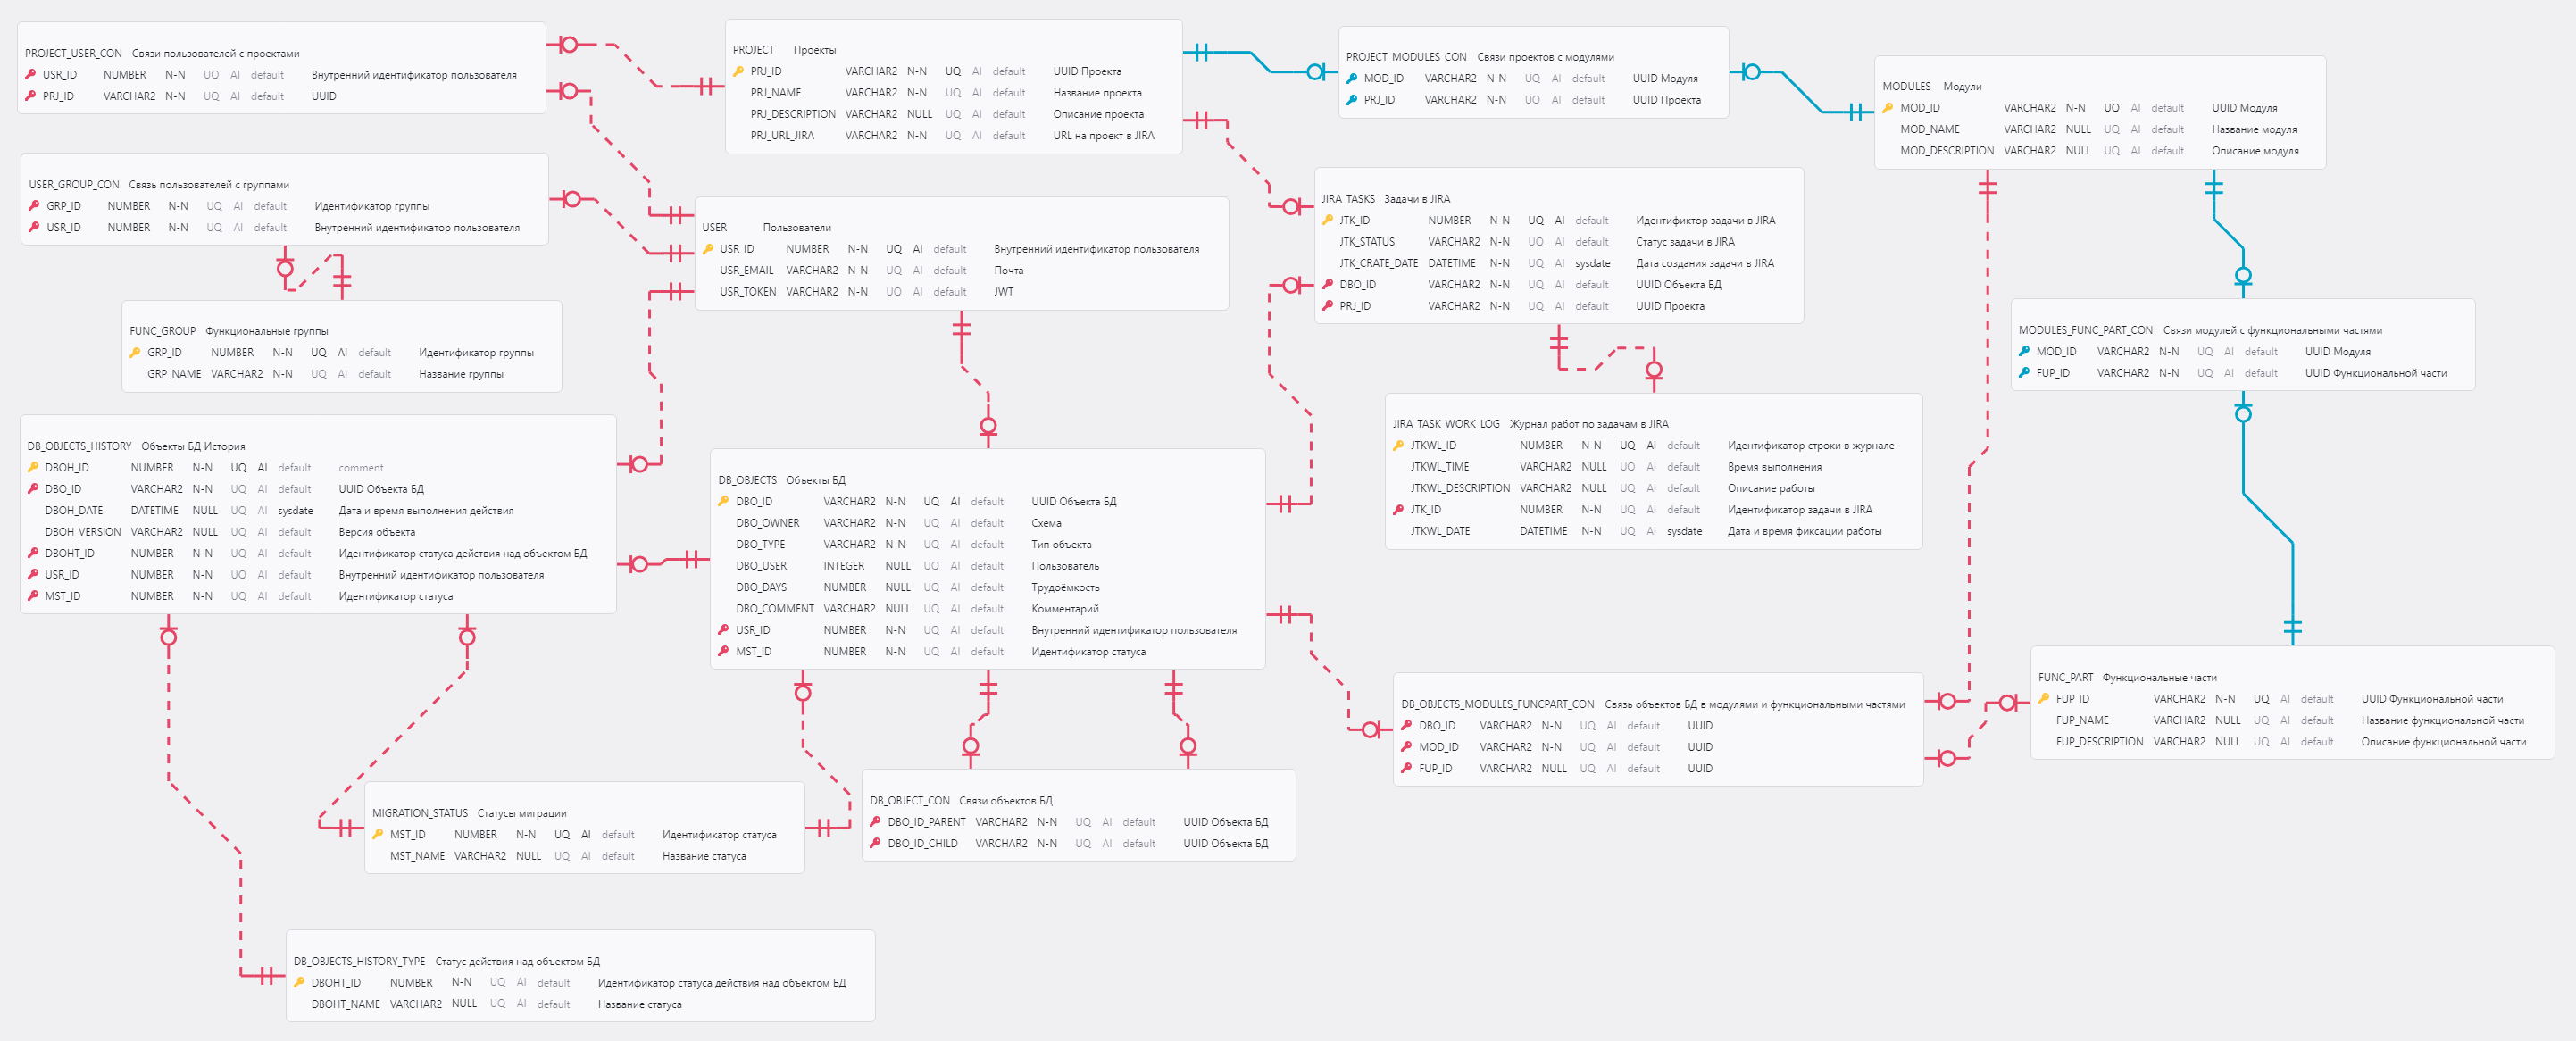 PROJECT_USER_CON Связи пользователей с проектами
USR_ID NUMBER N-N UQ AI default Внутренний идентификатор пользователя
PRJ_ID VARCHAR2 N-N UQ AI default UUID
PROJECT Проекты
PRJ_ID VARCHAR2 N-N UQ AI default UUID Проекта
PRJ_NAME VARCHAR2 N-N UQ AI default Название проекта
PRJ_DESCRIPTION VARCHAR2 NULL UQ AI default Описание проекта
PRJ_URL_JIRA VARCHAR2 N-N UQ AI default URL на проект в JIRA
PROJECT_MODULES_CON Связи проектов с модулями
MOD_ID VARCHAR2 N-N UQ AI default UUID Модуля
PRJ_ID VARCHAR2 N-N UQ AI default UUID Проекта
MODULES Модули
MOD_ID VARCHAR2 N-N UQ AI default UUID Модуля
MOD_NAME VARCHAR2 NULL UQ AI default Название модуля
MOD_DESCRIPTION VARCHAR2 NULL UQ AI default Описание модуля
USER_GROUP_CON Связь пользователей с группами
GRP_ID NUMBER N-N UQ AI default Идентификатор группы
USR_ID NUMBER N-N UQ AI default Внутренний идентификатор пользователя
USER Пользователи
USR_ID NUMBER N-N UQ AI default Внутренний идентификатор пользователя
USR_EMAIL VARCHAR2 N-N UQ AI default Почта
USR_TOKEN VARCHAR2 N-N UQ AI default JWT
JIRA_TASKS Задачи в JIRA
JTK_ID NUMBER N-N UQ AI default Идентификтор задачи в JIRA
JTK_STATUS VARCHAR2 N-N UQ AI default Статус задачи в JIRA
JTK_CRATE_DATE DATETIME N-N UQ AI sysdate Дата создания задачи в JIRA
DBO_ID VARCHAR2 N-N UQ AI default UUID Объекта БД
PRJ_ID VARCHAR2 N-N UQ AI default UUID Проекта
FUNC_GROUP Функциональные группы
GRP_ID NUMBER N-N UQ AI default Идентификатор группы
GRP_NAME VARCHAR2 N-N UQ AI default Название группы
MODULES_FUNC_PART_CON Связи модулей с функциональными частями
MOD_ID VARCHAR2 N-N UQ AI default UUID Модуля
FUP_ID VARCHAR2 N-N UQ AI default UUID Функциональной части
JIRA_TASK_WORK_LOG Журнал работ по задачам в JIRA
JTKWL_ID NUMBER N-N UQ AI default Идентификатор строки в журнале
JTKWL_TIME VARCHAR2 NULL UQ AI default Время выполнения
JTKWL_DESCRIPTION VARCHAR2 NULL UQ AI default Описание работы
JTK_ID NUMBER N-N UQ AI default Идентификатор задачи в JIRA
JTKWL_DATE DATETIME N-N UQ AI sysdate Дата и время фиксации работы
DB_OBJECTS_HISTORY Объекты БД История
DBOH_ID NUMBER N-N UQ AI default comment
DBO_ID VARCHAR2 N-N UQ AI default UUID Объекта БД
DBOH_DATE DATETIME NULL UQ AI sysdate Дата и время выполнения действия
DBOH_VERSION VARCHAR2 NULL UQ AI default Версия объекта
DBOHT_ID NUMBER N-N UQ AI default Идентификатор статуса действия над объектом БД
USR_ID NUMBER N-N UQ AI default Внутренний идентификатор пользователя
MST_ID NUMBER N-N UQ AI default Идентификатор статуса
DB_OBJECTS Объекты БД
DBO_ID VARCHAR2 N-N UQ AI default UUID Объекта БД
DBO_OWNER VARCHAR2 N-N UQ AI default Схема
DBO_TYPE VARCHAR2 N-N UQ AI default Тип объекта
DBO_USER INTEGER NULL UQ AI default Пользователь
DBO_DAYS NUMBER NULL UQ AI default Трудоёмкость
DBO_COMMENT VARCHAR2 NULL UQ AI default Комментарий
USR_ID NUMBER N-N UQ AI default Внутренний идентификатор пользователя
MST_ID NUMBER N-N UQ AI default Идентификатор статуса
DB_OBJECTS_MODULES_FUNCPART_CON Связь объектов БД в модулями и функциональными частями
DBO_ID VARCHAR2 N-N UQ AI default UUID
MOD_ID VARCHAR2 N-N UQ AI default UUID
FUP_ID VARCHAR2 NULL UQ AI default UUID
FUNC_PART Функциональные части
FUP_ID VARCHAR2 N-N UQ AI default UUID Функциональной части
FUP_NAME VARCHAR2 NULL UQ AI default Название функциональной части
FUP_DESCRIPTION VARCHAR2 NULL UQ AI default Описание функциональной части
MIGRATION_STATUS Статусы миграции
MST_ID NUMBER N-N UQ AI default Идентификатор статуса
MST_NAME VARCHAR2 NULL UQ AI default Название статуса
DB_OBJECT_CON Связи объектов БД
DBO_ID_PARENT VARCHAR2 N-N UQ AI default UUID Объекта БД
DBO_ID_CHILD VARCHAR2 N-N UQ AI default UUID Объекта БД
DB_OBJECTS_HISTORY_TYPE Статус действия над объектом БД
DBOHT_ID NUMBER N-N UQ AI default Идентификатор статуса действия над объектом БД
DBOHT_NAME VARCHAR2 NULL UQ AI default Название статуса